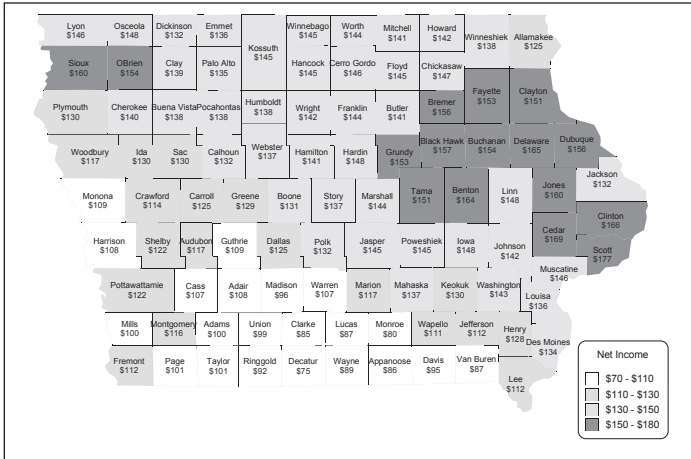 Lyon Osceola Dickinson Emmet Winnebago Worth Mitchell Howard Winneshiek Allamakee
$146 $148 $132 $136 $145 $144 $141 $142 $138 $125
Kossuth
$145
Sioux OBrien Clay Palo Alto Hancock Cerro Gordo Floyd Chickasaw
$160 $154 $139 $135 $145 $146 $145 $147
Fayette Clayton
$153 $151
Plymouth Cherokee Buena Vista Pocahontas Humboldt Wright Franklin Butler Bremer
$130 $140 $138 $138 $138 $142 $144 $141 $156
Black Hawk Buchanan Delaware Dubuque
$157 $154 $165 $156
Woodbury Ida Sac Calhoun Webster Hamilton Hardin Grundy
$117 $130 $130 $132 $137 $141 $148 $153
Jackson
$132
Monona Crawford Carroll Greene Boone Story Marshall Tama Benton Linn Jones
$109 $114 $125 $129 $131 $137 $144 $151 $164 $148 $160
Clinton
$166
Harrison Shelby Audubon Guthrie Dallas Polk Jasper Poweshiek Iowa Johnson Cedar Scott
$108 $122 $117 $109 $125 $132 $145 $145 $148 $142 $169 $177
Muscatine
$146
Pottawattamie Cass Adair Madison Warren Marion Mahaska Keokuk Washington Louisa
$122 $107 $108 $96 $107 $117 $137 $130 $143 $136
Mills Montgomery Adams Union Clarke Lucas Monroe Wapello Jefferson Henry Des Moines
$100 $116 $100 $99 $85 $87 $80 $111 $112 $128 $134
Fremont Page Taylor Ringgold Decatur Wayne Appanoose Davis Van Buren Lee
$112 $101 $101 $92 $75 $89 $86 $95 $87 $112
Net Income
$70 - $110
$110 - $130
$130 - $150
$150 - $180